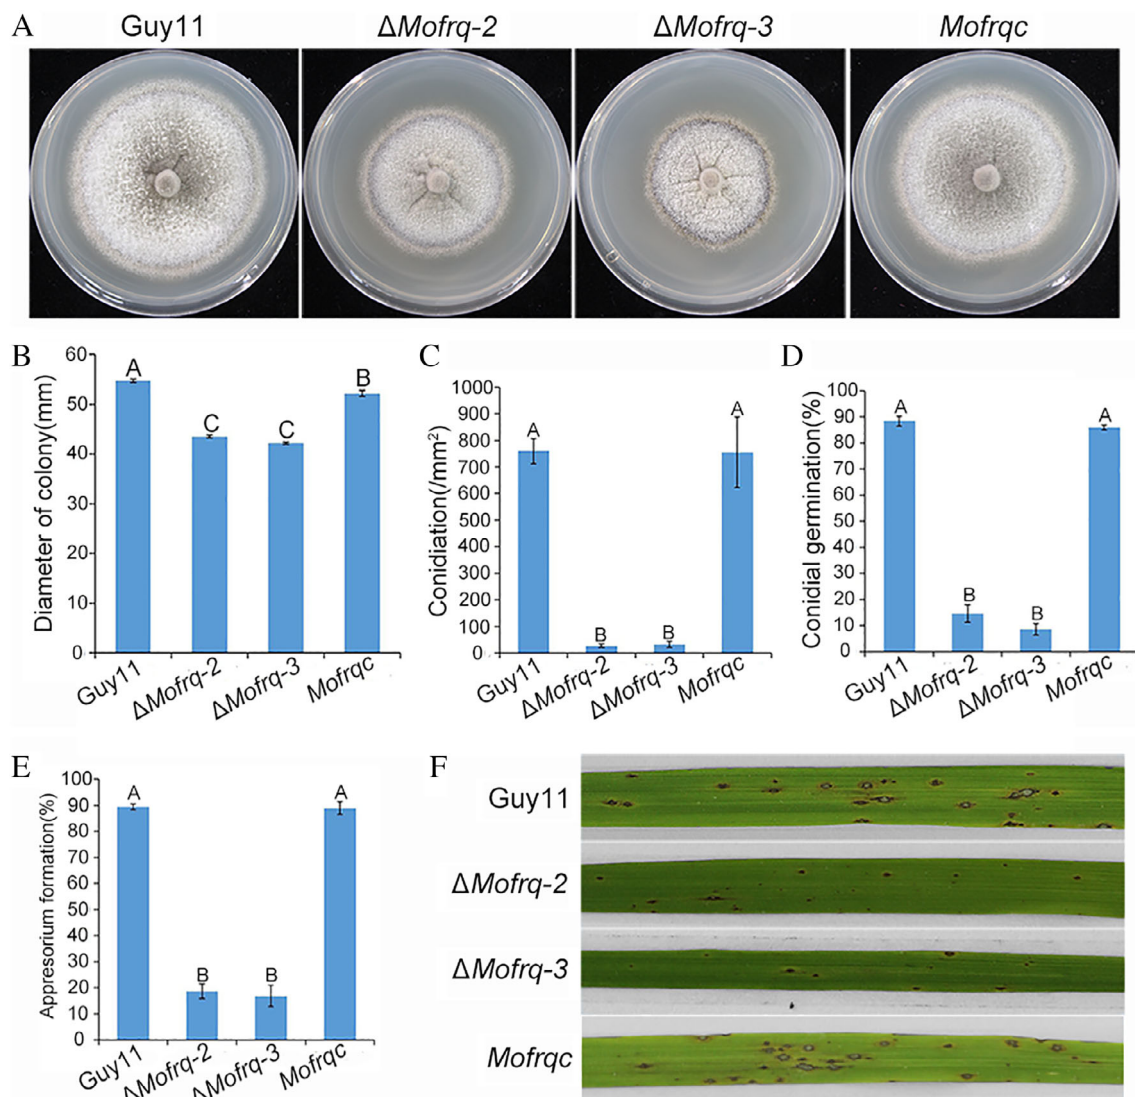 A
Guy11
ΔMofrq-2
ΔMofrq-3
Mofrqc
B
Diameter of colony(mm)
60
50
40
30
20
10
0
A
C
C
B
Guy11
ΔMofrq-2
ΔMofrq-3
Mofrqc
C
Conidiation(/mm²)
1000
900
800
700
600
500
400
300
200
100
0
A
B
B
A
Guy11
ΔMofrq-2
ΔMofrq-3
Mofrqc
D
Conidial germination(%)
100
90
80
70
60
50
40
30
20
10
0
A
B
B
A
Guy11
ΔMofrq-2
ΔMofrq-3
Mofrqc
E
Appresorium formation(%)
100
90
80
70
60
50
40
30
20
10
0
A
B
B
A
Guy11
ΔMofrq-2
ΔMofrq-3
Mofrqc
F
Guy11
ΔMofrq-2
ΔMofrq-3
Mofrqc